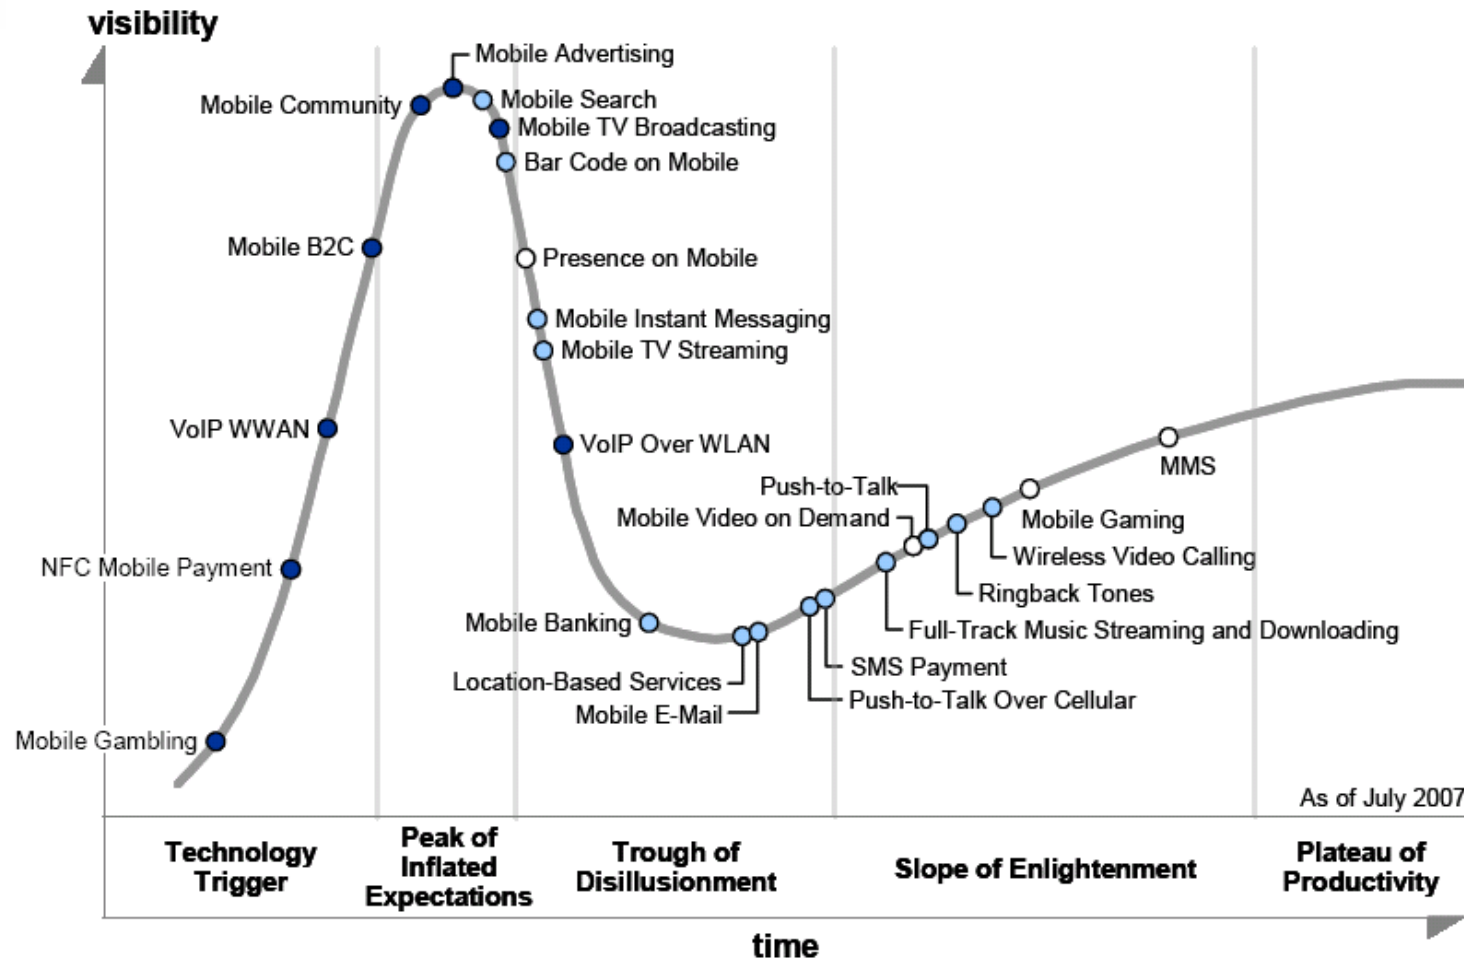 visibility
Mobile Advertising
Mobile Community
Mobile Search
Mobile TV Broadcasting
Bar Code on Mobile
Mobile B2C
Presence on Mobile
Mobile Instant Messaging
Mobile TV Streaming
VoIP WWAN
VoIP Over WLAN
MMS
Push-to-Talk
Mobile Video on Demand
Mobile Gaming
Wireless Video Calling
NFC Mobile Payment
Ringback Tones
Mobile Banking
Full-Track Music Streaming and Downloading
SMS Payment
Location-Based Services
Push-to-Talk Over Cellular
Mobile E-Mail
Mobile Gambling
As of July 2007
Technology
Trigger
Peak of
Inflated
Expectations
Trough of
Disillusionment
Slope of Enlightenment
Plateau of
Productivity
time